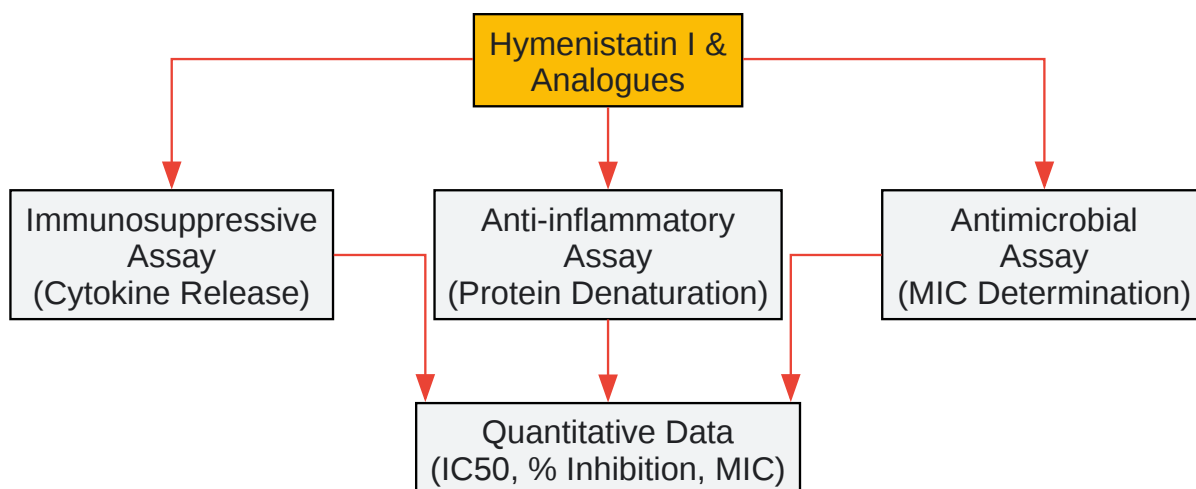 Hymenistatin I &
Analogues
Immunosuppressive
Assay
(Cytokine Release)
Anti-inflammatory
Assay
(Protein Denaturation)
Antimicrobial
Assay
(MIC Determination)
Quantitative Data
(IC50, % Inhibition, MIC)